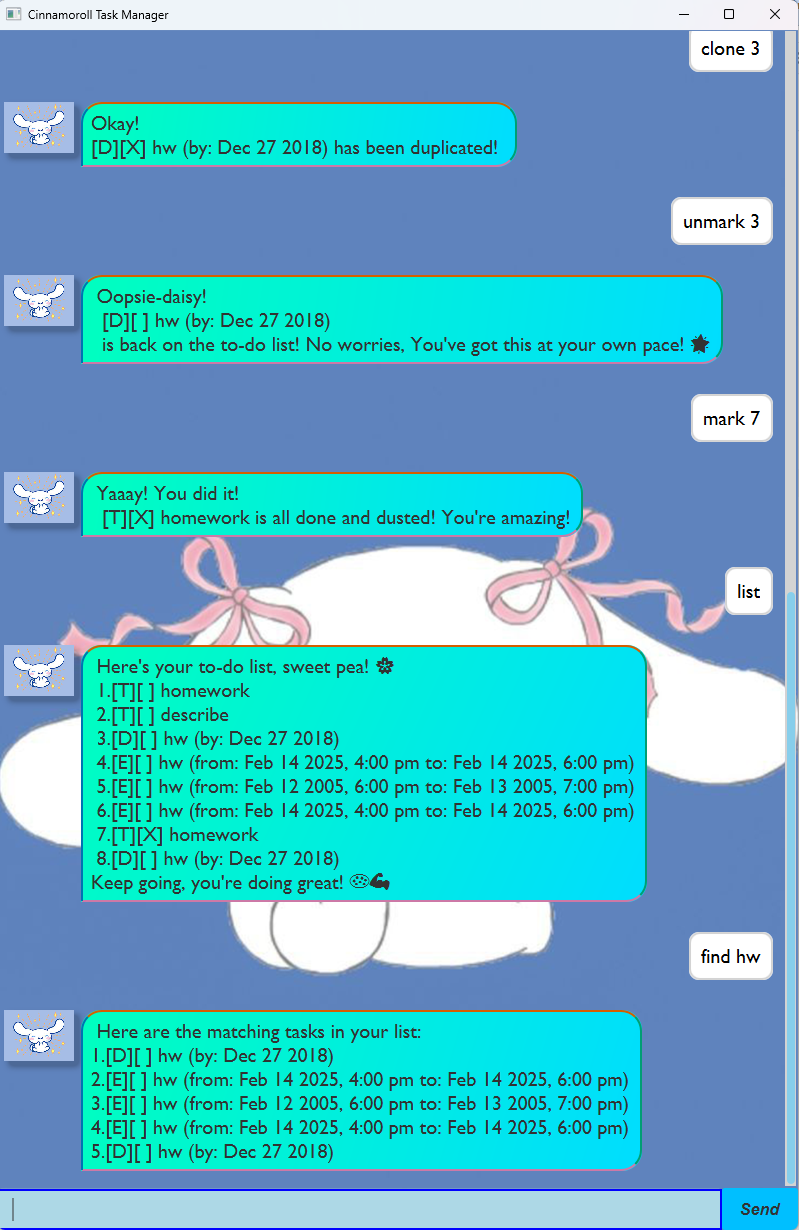 Cinnamoroll Task Manager
clone 3
Okay!
[D][X] hw (by: Dec 27 2018) has been duplicated!
unmark 3
Oopsie-daisy!
[D][ ] hw (by: Dec 27 2018)
is back on the to-do list! No worries, You've got this at your own pace!
mark 7
Yaaay! You did it!
[T][X] homework is all done and dusted! You're amazing!
list
Here's your to-do list, sweet pea!
1.[T][ ] homework
2.[T][ ] describe
3.[D][ ] hw (by: Dec 27 2018)
4.[E][ ] hw (from: Feb 14 2025, 4:00 pm to: Feb 14 2025, 6:00 pm)
5.[E][ ] hw (from: Feb 12 2005, 6:00 pm to: Feb 13 2005, 7:00 pm)
6.[E][ ] hw (from: Feb 14 2025, 4:00 pm to: Feb 14 2025, 6:00 pm)
7.[T][X] homework
8.[D][ ] hw (by: Dec 27 2018)
Keep going, you're doing great! 🍪💪
find hw
Here are the matching tasks in your list:
1.[D][ ] hw (by: Dec 27 2018)
2.[E][ ] hw (from: Feb 14 2025, 4:00 pm to: Feb 14 2025, 6:00 pm)
3.[E][ ] hw (from: Feb 12 2005, 6:00 pm to: Feb 13 2005, 7:00 pm)
4.[E][ ] hw (from: Feb 14 2025, 4:00 pm to: Feb 14 2025, 6:00 pm)
5.[D][ ] hw (by: Dec 27 2018)
Send